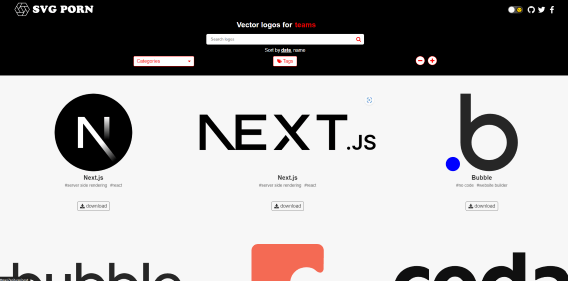 SVG PORN
Vector logos for teams
Search logos
Sort by date, name
Categories
Tags
NEXT.JS
Next.js
#server side rendering #react
download
Next.js
#server side rendering #react
download
Bubble
#no code #website builder
download
bubble
coda